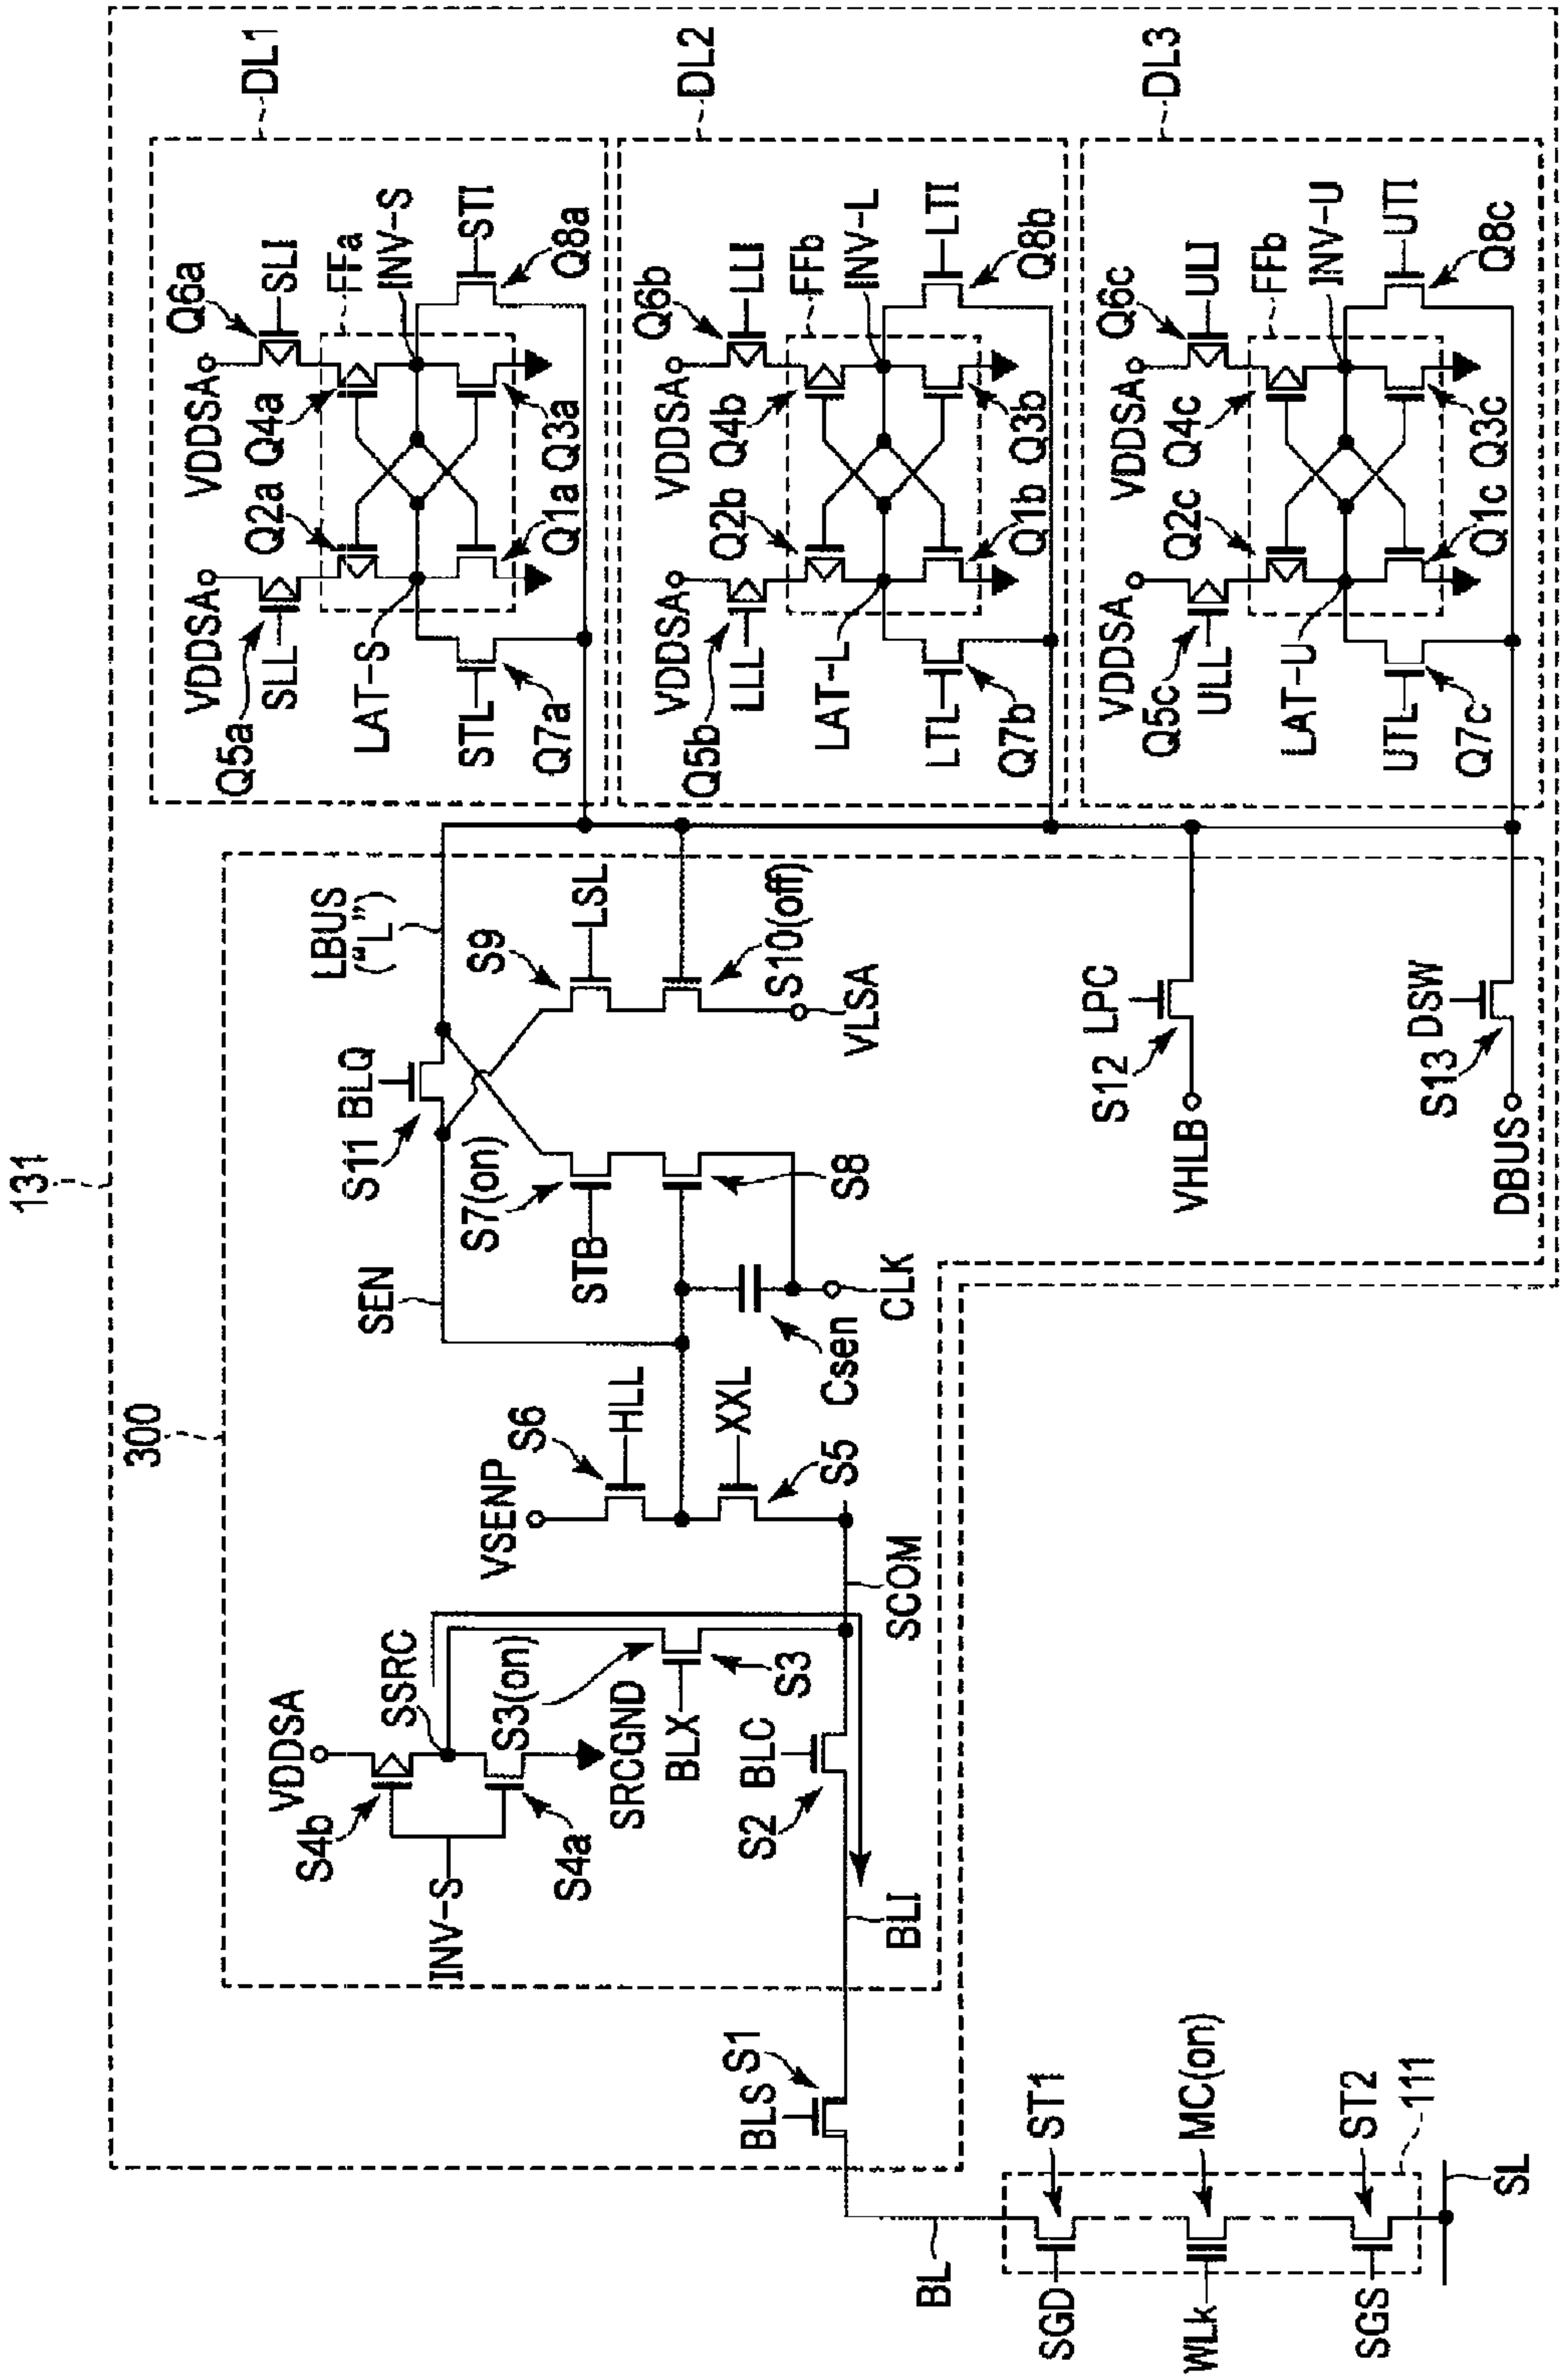 131
300
DL1
DL2
DL3
VDDSA
VDDSA
Q5a
SLL
Q6a
SLI
Q2a
Q4a
FFa
LAT-S
INV-S
STL
Q7a
Q1a
Q3a
STI
Q8a
VDDSA
VDDSA
Q5b
LLL
Q6b
LLI
Q2b
Q4b
FFb
LAT-L
INV-L
LTL
Q7b
Q1b
Q3b
LTI
Q8b
VDDSA
VDDSA
Q5c
ULL
Q6c
ULI
Q2c
Q4c
FFb
LAT-U
INV-U
UTL
Q7c
Q1c
Q3c
UTI
Q8c
LBUS
("L")
S11
BLQ
S9
LSL
S10(off)
VLSA
S7(on)
STB
S8
SEN
CLK
Csen
S12
LPC
VHLB
S13
DSW
DBUS
VSENP
S6
HLL
XXL
S5
SCOM
VDDSA
SSRC
S4b
S4a
INV-S
S3(on)
SRCGND
BLX
S3
BLC
S2
BLI
BLS
S1
BL
SGD
ST1
WLk
MC(on)
SGS
ST2
111
SL